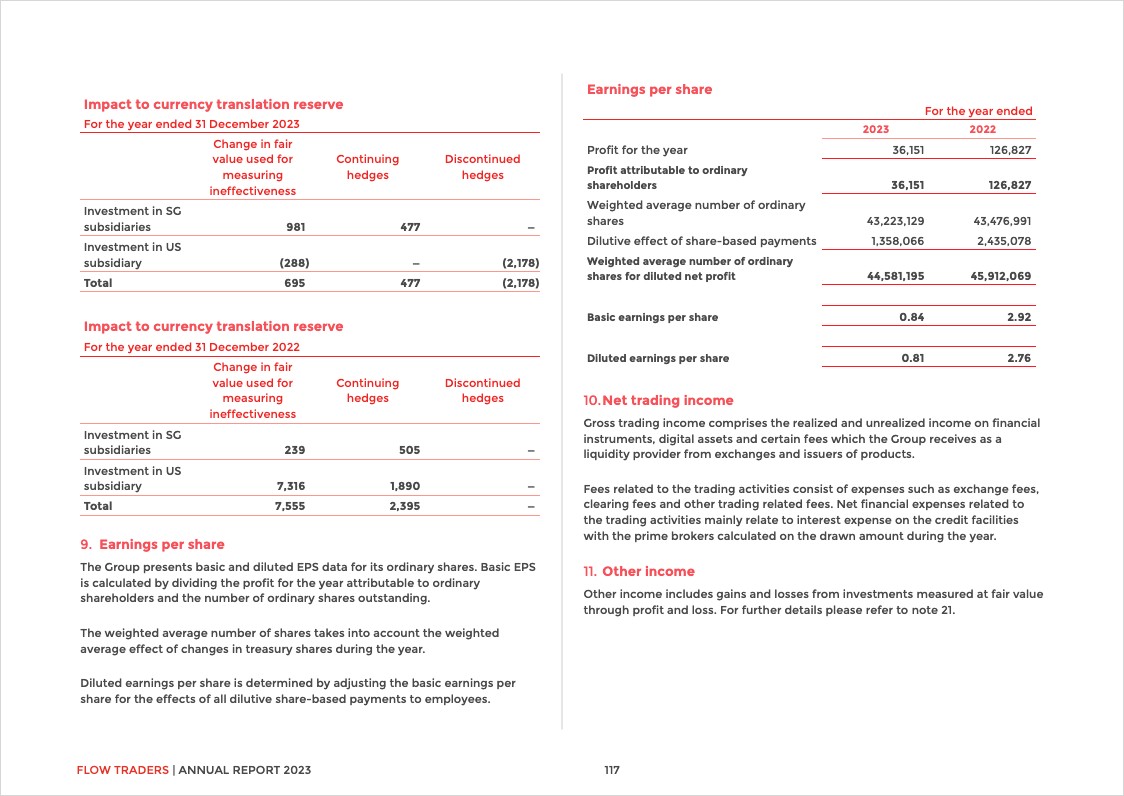 Impact to currency translation reserve
For the year ended 31 December 2023
Change in fair
value used for
measuring
ineffectiveness
Continuing
hedges
Discontinued
hedges
Investment in SG
subsidiaries 981 477 –
Investment in US
subsidiary (288) – (2,178)
Total 695 477 (2,178)
Impact to currency translation reserve
For the year ended 31 December 2022
Change in fair
value used for
measuring
ineffectiveness
Continuing
hedges
Discontinued
hedges
Investment in SG
subsidiaries 239 505 –
Investment in US
subsidiary 7,316 1,890 –
Total 7,555 2,395 –
9. Earnings per share
The Group presents basic and diluted EPS data for its ordinary shares. Basic EPS
is calculated by dividing the profit for the year attributable to ordinary
shareholders and the number of ordinary shares outstanding.
The weighted average number of shares takes into account the weighted
average effect of changes in treasury shares during the year.
Diluted earnings per share is determined by adjusting the basic earnings per
share for the effects of all dilutive share-based payments to employees.
Earnings per share
For the year ended
2023 2022
Profit for the year 36,151 126,827
Profit attributable to ordinary
shareholders 36,151 126,827
Weighted average number of ordinary
shares 43,223,129 43,476,991
Dilutive effect of share-based payments 1,358,066 2,435,078
Weighted average number of ordinary
shares for diluted net profit 44,581,195 45,912,069
Basic earnings per share 0.84 2.92
Diluted earnings per share 0.81 2.76
10. Net trading income
Gross trading income comprises the realized and unrealized income on financial
instruments, digital assets and certain fees which the Group receives as a
liquidity provider from exchanges and issuers of products.
Fees related to the trading activities consist of expenses such as exchange fees,
clearing fees and other trading related fees. Net financial expenses related to
the trading activities mainly relate to interest expense on the credit facilities
with the prime brokers calculated on the drawn amount during the year.
11. Other income
Other income includes gains and losses from investments measured at fair value
through profit and loss. For further details please refer to note 21.
FLOW TRADERS | ANNUAL REPORT 2023 117